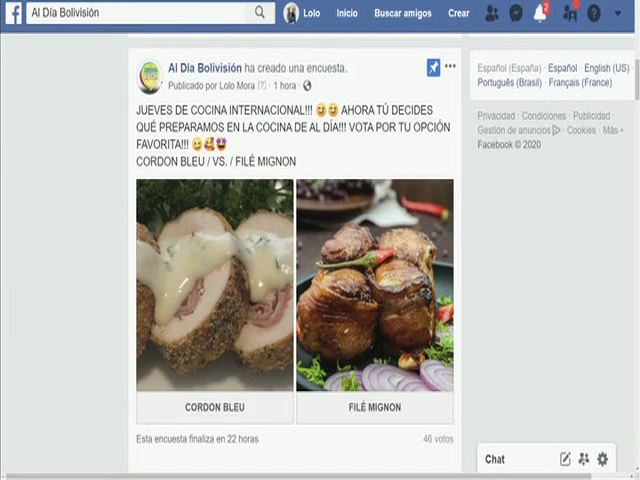 Al Día Bolivisión
Lolo Inicio Buscar amigos Crear
2
Al Día Bolivisión ha creado una encuesta.
Publicado por Lolo Mora [?] · 1 hora ·
JUEVES DE COCINA INTERNACIONAL!!! 😄😄 AHORA TÚ DECIDES
QUÉ PREPARAMOS EN LA COCINA DE AL DÍA!!! VOTA POR TU OPCIÓN
FAVORITA!!! 😄🥰🤩
CORDON BLEU / VS. / FILÉ MIGNON
CORDON BLEU
FILÉ MIGNON
Esta encuesta finaliza en 22 horas
46 votos
Español (España) · Español · English (US) ·
Português (Brasil) · Français (France)
Privacidad · Condiciones · Publicidad ·
Gestión de anuncios · Cookies · Más
Facebook © 2020
Chat